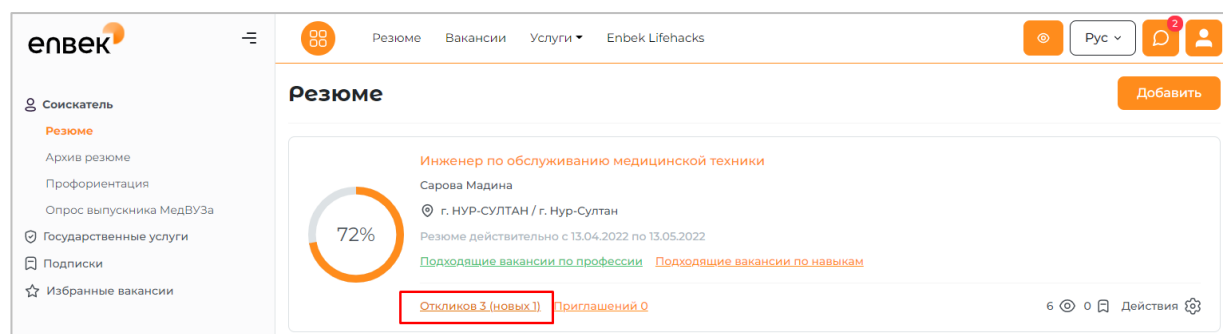 enbek
Резюме Вакансии Услуги Enbek Lifehacks
Рус
2
Соискатель
Резюме
Архив резюме
Профориентация
Опрос выпускника МедВУЗа
Государственные услуги
Подписки
Избранные вакансии
Резюме
Добавить
72%
Инженер по обслуживанию медицинской техники
Сарова Мадина
г. НУР-СУЛТАН / г. Нур-Султан
Резюме действительно с 13.04.2022 по 13.05.2022
Подходящие вакансии по профессии Подходящие вакансии по навыкам
Откликов 3 (новых 1) Приглашений 0
6 0 Действия